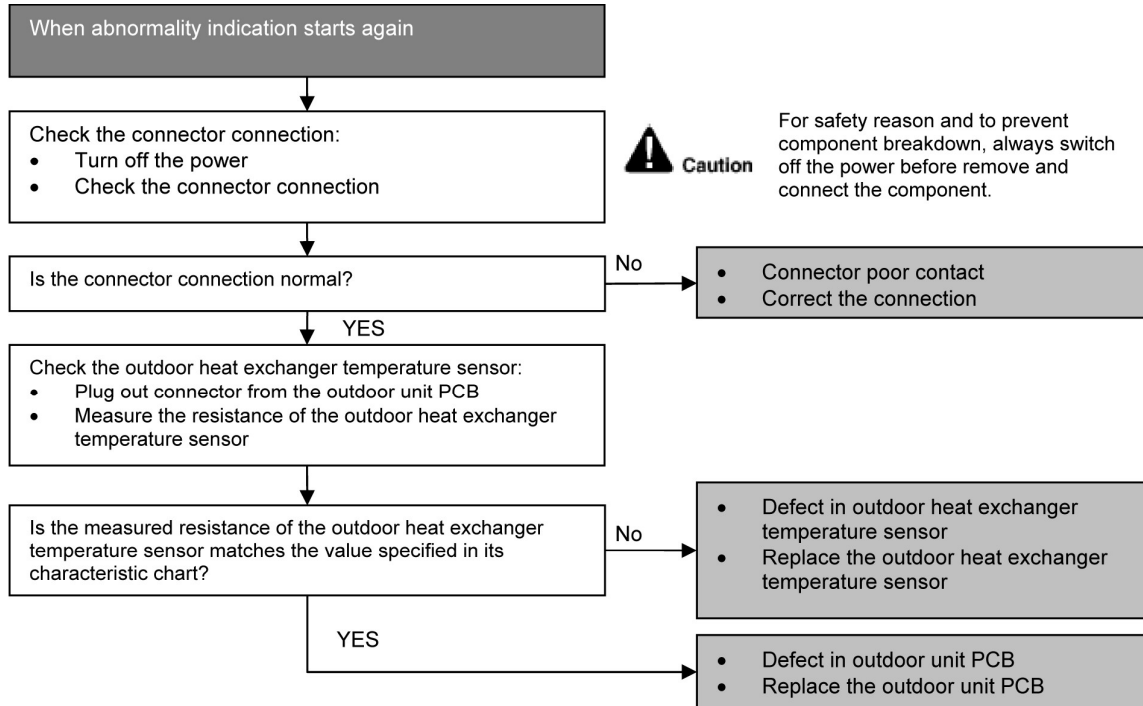 When abnormality indication starts again
Check the connector connection:
• Turn off the power
• Check the connector connection
Caution
For safety reason and to prevent
component breakdown, always switch
off the power before remove and
connect the component.
Is the connector connection normal?
No
• Connector poor contact
• Correct the connection
YES
Check the outdoor heat exchanger temperature sensor:
• Plug out connector from the outdoor unit PCB
• Measure the resistance of the outdoor heat exchanger
temperature sensor
Is the measured resistance of the outdoor heat exchanger
temperature sensor matches the value specified in its
characteristic chart?
No
• Defect in outdoor heat exchanger
temperature sensor
• Replace the outdoor heat exchanger
temperature sensor
YES
• Defect in outdoor unit PCB
• Replace the outdoor unit PCB